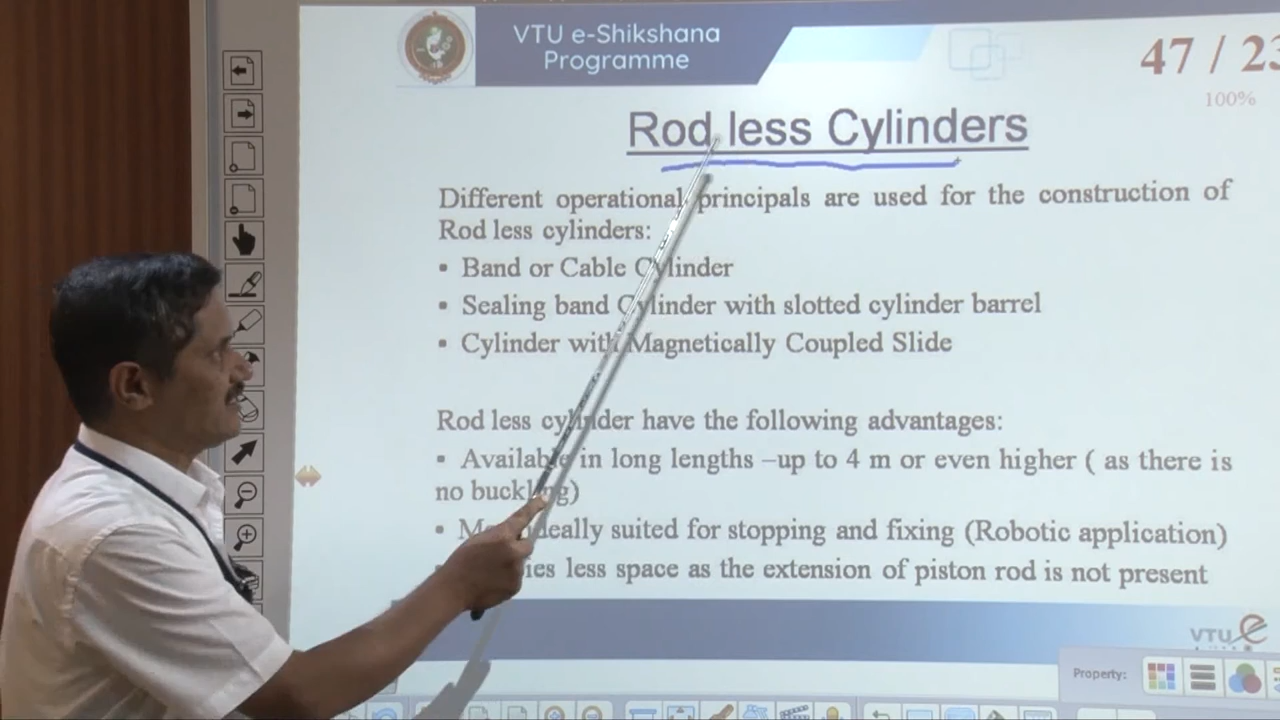 VTU e-Shikshana
Programme
47 / 23
100%
Rod less Cylinders
Different operational principals are used for the construction of
Rod less cylinders:
▪ Band or Cable Cylinder
▪ Sealing band Cylinder with slotted cylinder barrel
▪ Cylinder with Magnetically Coupled Slide
Rod less cylinder have the following advantages:
▪ Available in long lengths –up to 4 m or even higher ( as there is
no buckling)
▪ ideally suited for stopping and fixing (Robotic application)
less space as the extension of piston rod is not present
VTU e
Property: